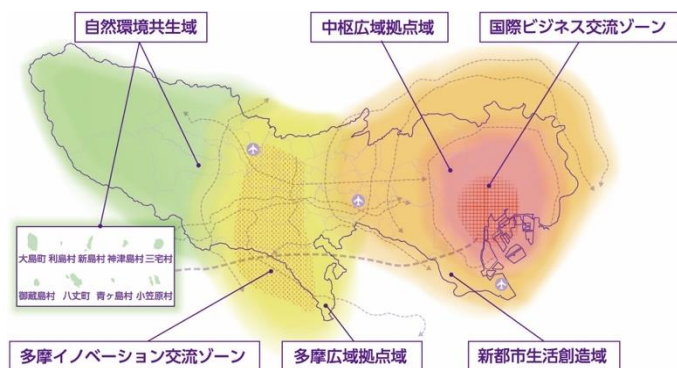 自然環境共生域
中枢広域拠点域
国際ビジネス交流ゾーン
大島町 利島村 新島村 神津島村 三宅村
御蔵島村 八丈町 青ヶ島村 小笠原村
多摩イノベーション交流ゾーン
多摩広域拠点域
新都市生活創造域